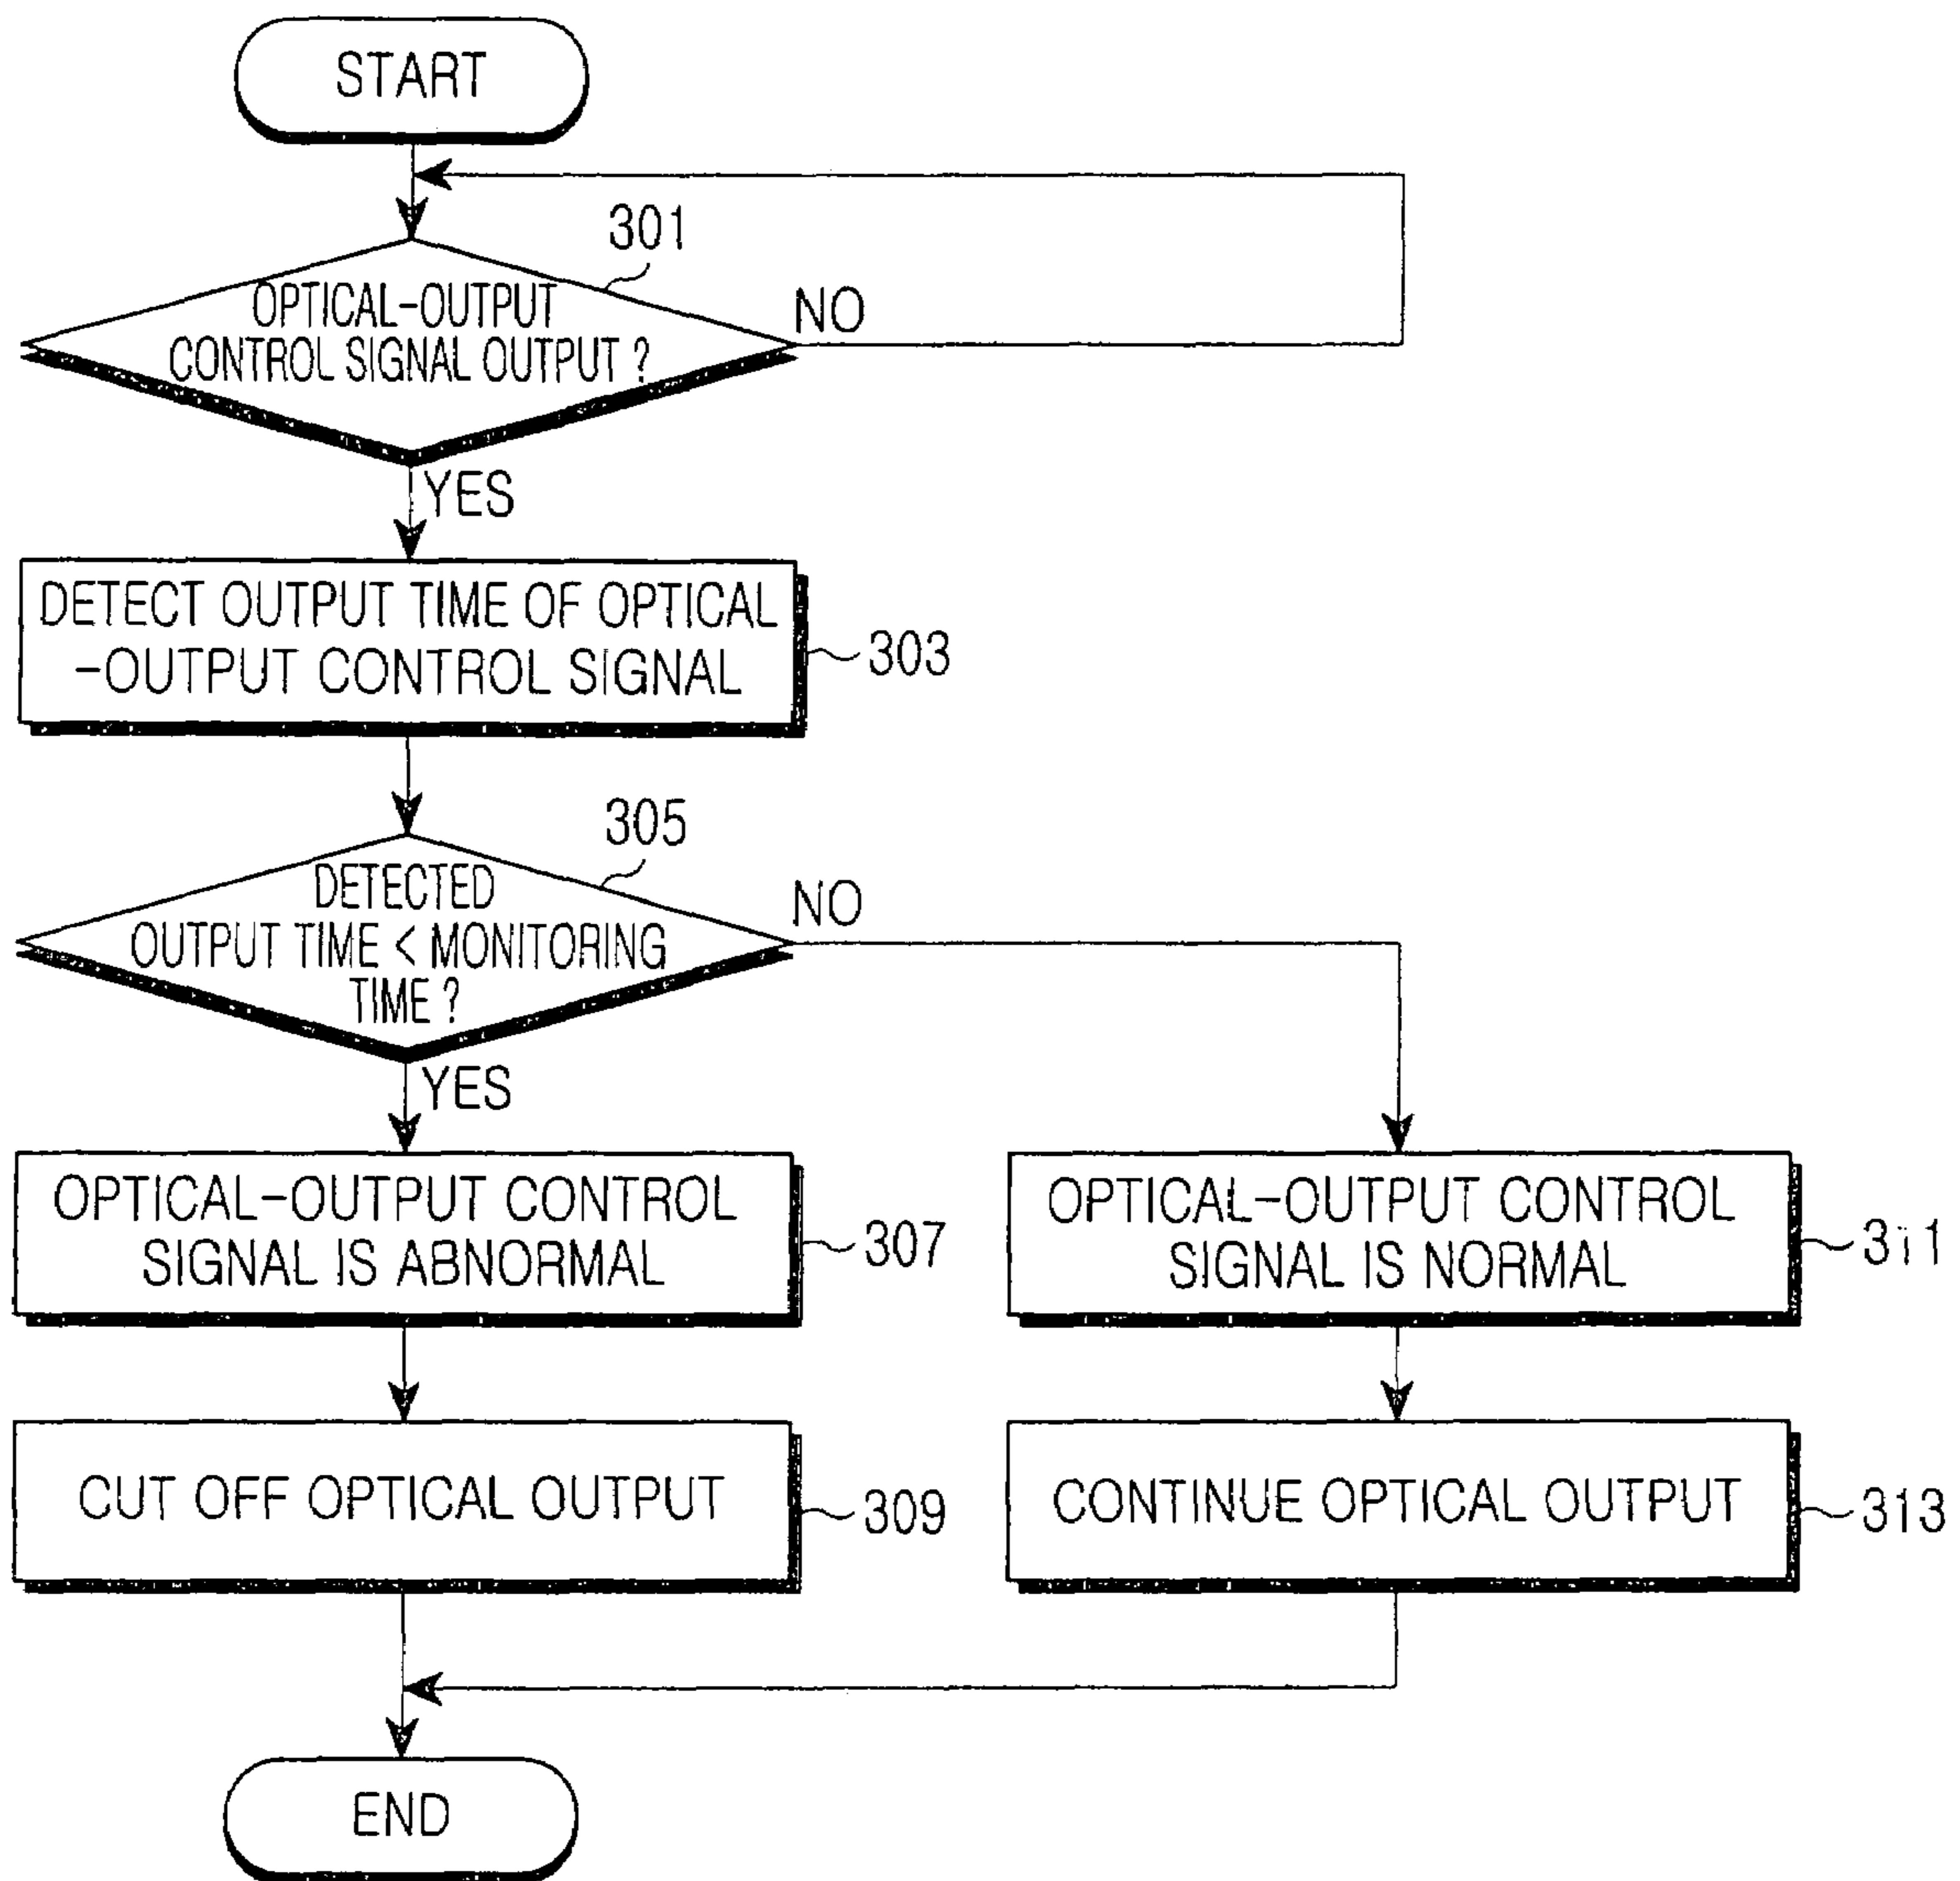 START
301
OPTICAL-OUTPUT
CONTROL SIGNAL OUTPUT ?
NO
YES
DETECT OUTPUT TIME OF OPTICAL
-OUTPUT CONTROL SIGNAL
303
305
DETECTED
OUTPUT TIME < MONITORING
TIME ?
NO
YES
OPTICAL-OUTPUT CONTROL
SIGNAL IS ABNORMAL
307
OPTICAL-OUTPUT CONTROL
SIGNAL IS NORMAL
311
CUT OFF OPTICAL OUTPUT
309
CONTINUE OPTICAL OUTPUT
313
END